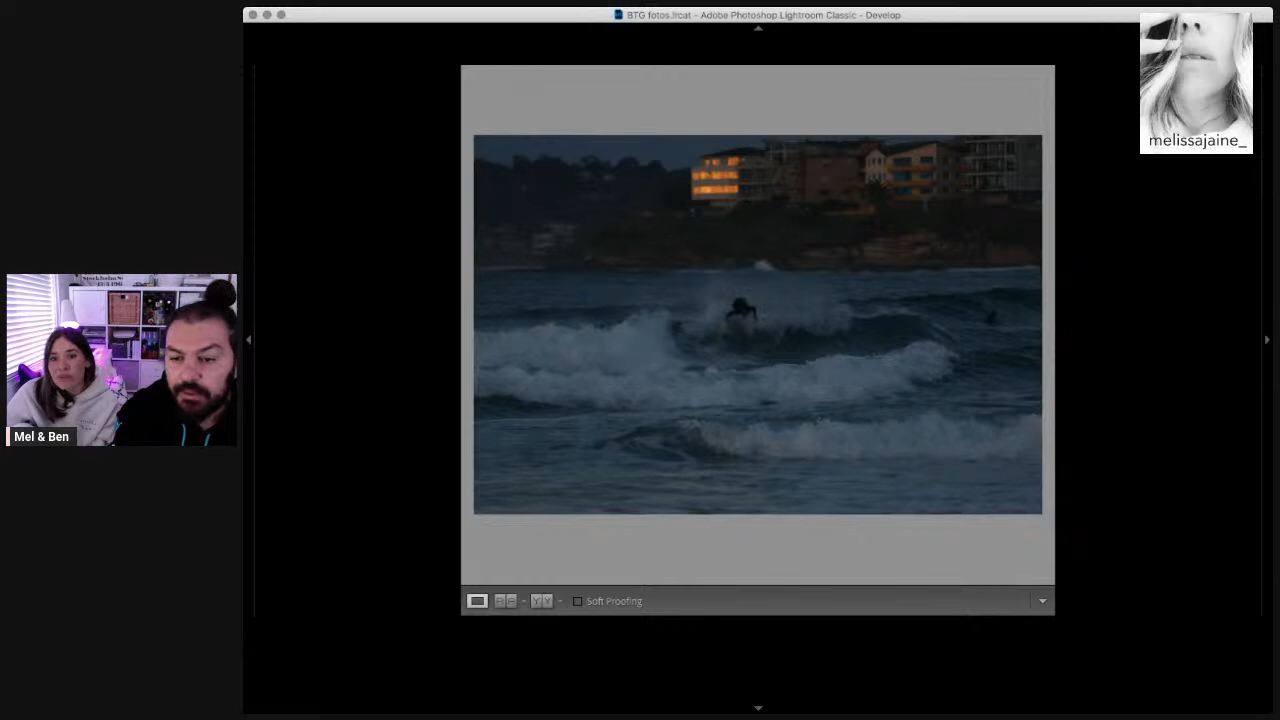 BTG fotos.lrcat - Adobe Photoshop Lightroom Classic - Develop
melissajaine_
Mel & Ben
Soft Proofing